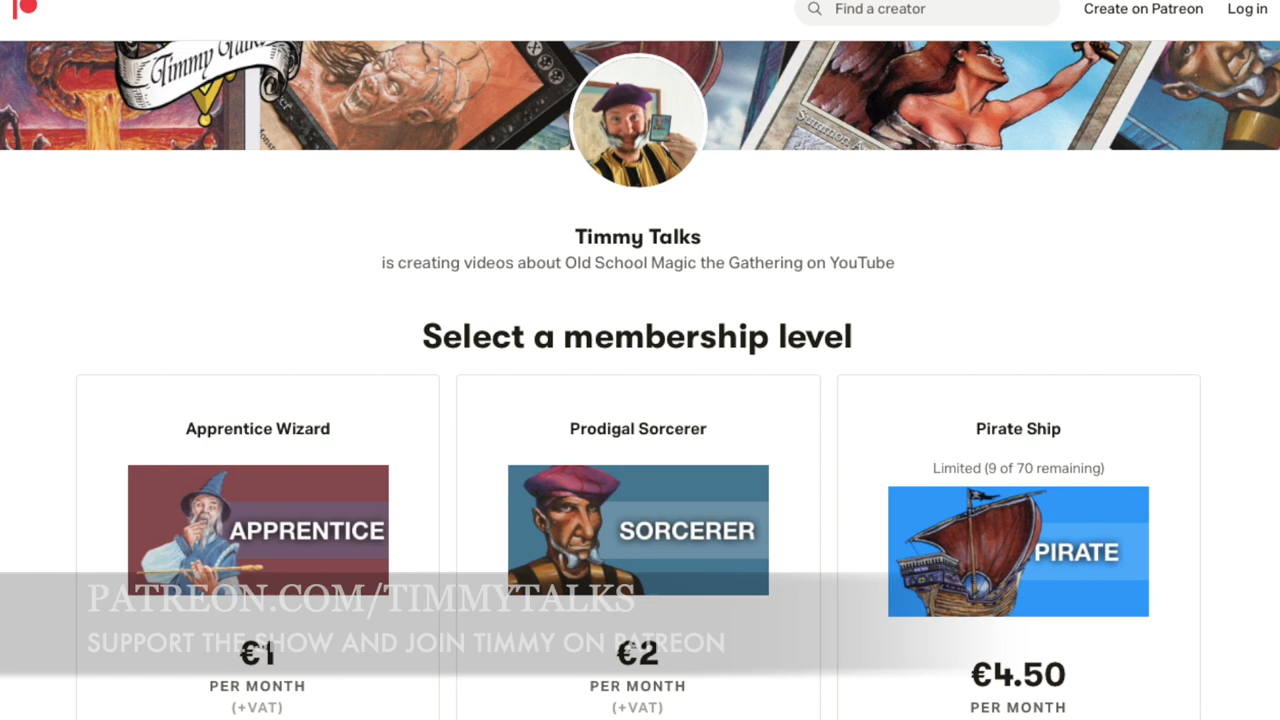 Find a creator
Create on Patreon
Log in
Timmy Talks
Summon A
Timmy Talks
is creating videos about Old School Magic the Gathering on YouTube
Select a membership level
Apprentice Wizard
Prodigal Sorcerer
Pirate Ship
Limited (9 of 70 remaining)
APPRENTICE
SORCERER
PIRATE
PATREON.COM/TIMMYTALKS
SUPPORT THE SHOW AND JOIN TIMMY ON PATREON
€1
€2
€4.50
PER MONTH
PER MONTH
PER MONTH
(+VAT)
(+VAT)